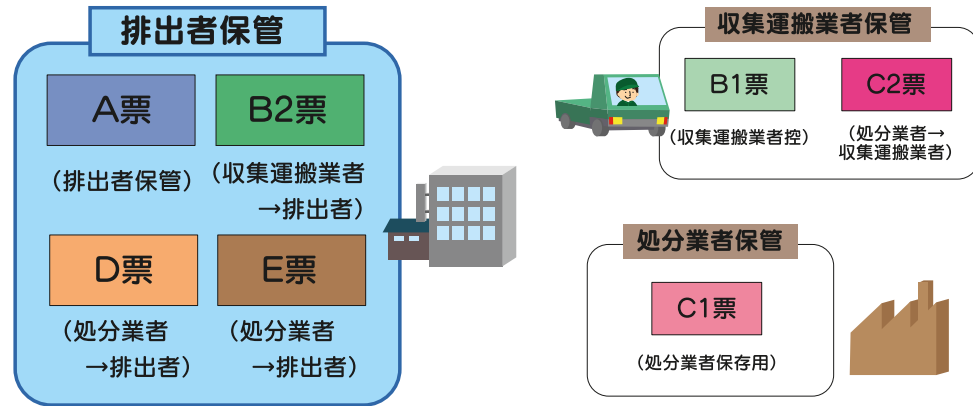 排出者保管
A票
B2票
(排出者保管)
(収集運搬業者
→排出者)
D票
E票
(処分業者
→排出者)
(処分業者
→排出者)
収集運搬業者保管
B1票
C2票
(収集運搬業者控)
(処分業者→
収集運搬業者)
処分業者保管
C1票
(処分業者保存用)